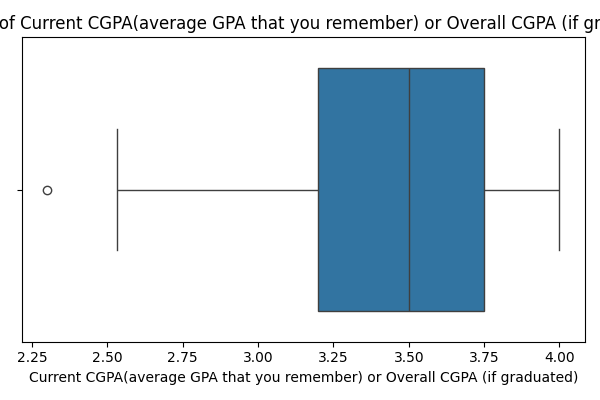 of Current CGPA(average GPA that you remember) or Overall CGPA (if gr
2.25 2.50 2.75 3.00 3.25 3.50 3.75 4.00
Current CGPA(average GPA that you remember) or Overall CGPA (if graduated)